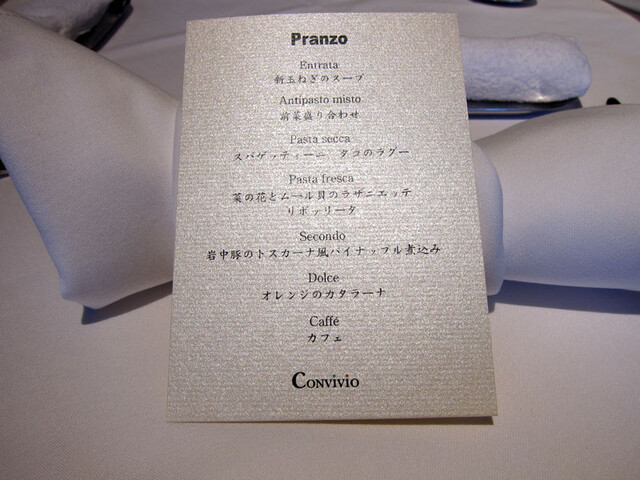 Pranzo
Entrata
新玉ねぎのスープ
Antipasto misto
前菜盛り合わせ
Pasta secca
スパゲッティーニ タコのラグー
Pasta fresca
菜の花とムール貝のラザニエッテ
リボッリータ
Secondo
岩中豚のトスカーナ風パイナップル煮込み
Dolce
オレンジのカタラーナ
Caffé
カフェ
CONVIVIO